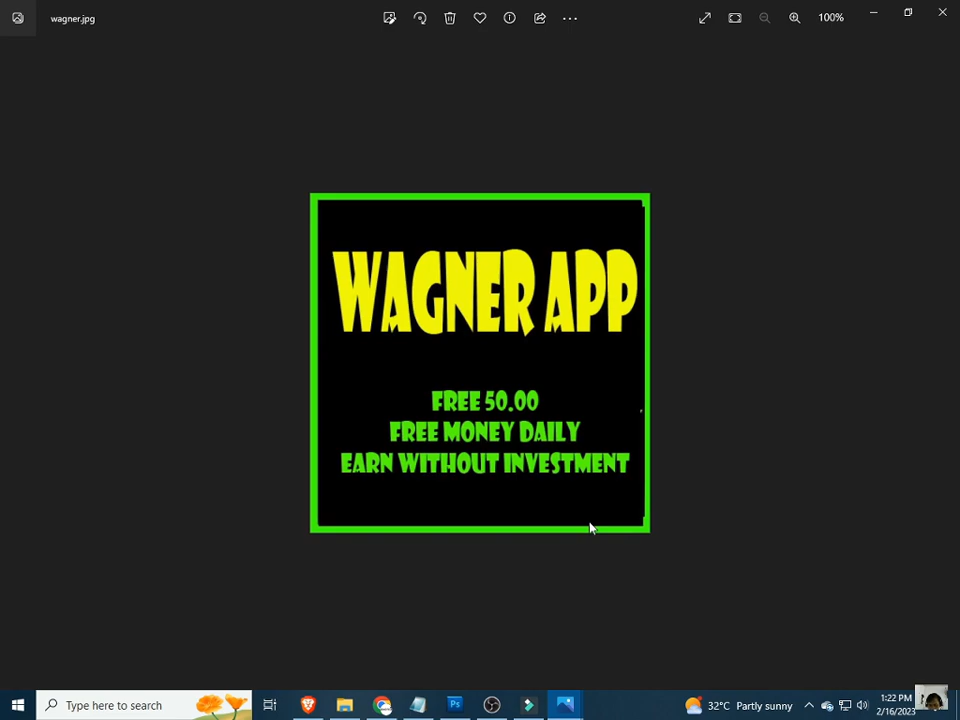 wagner.jpg
100%
WAGNER APP
FREE 50.00
FREE MONEY DAILY
EARN WITHOUT INVESTMENT
Type here to search
Ps
32°C Partly sunny
1:22 PM
2/16/2023